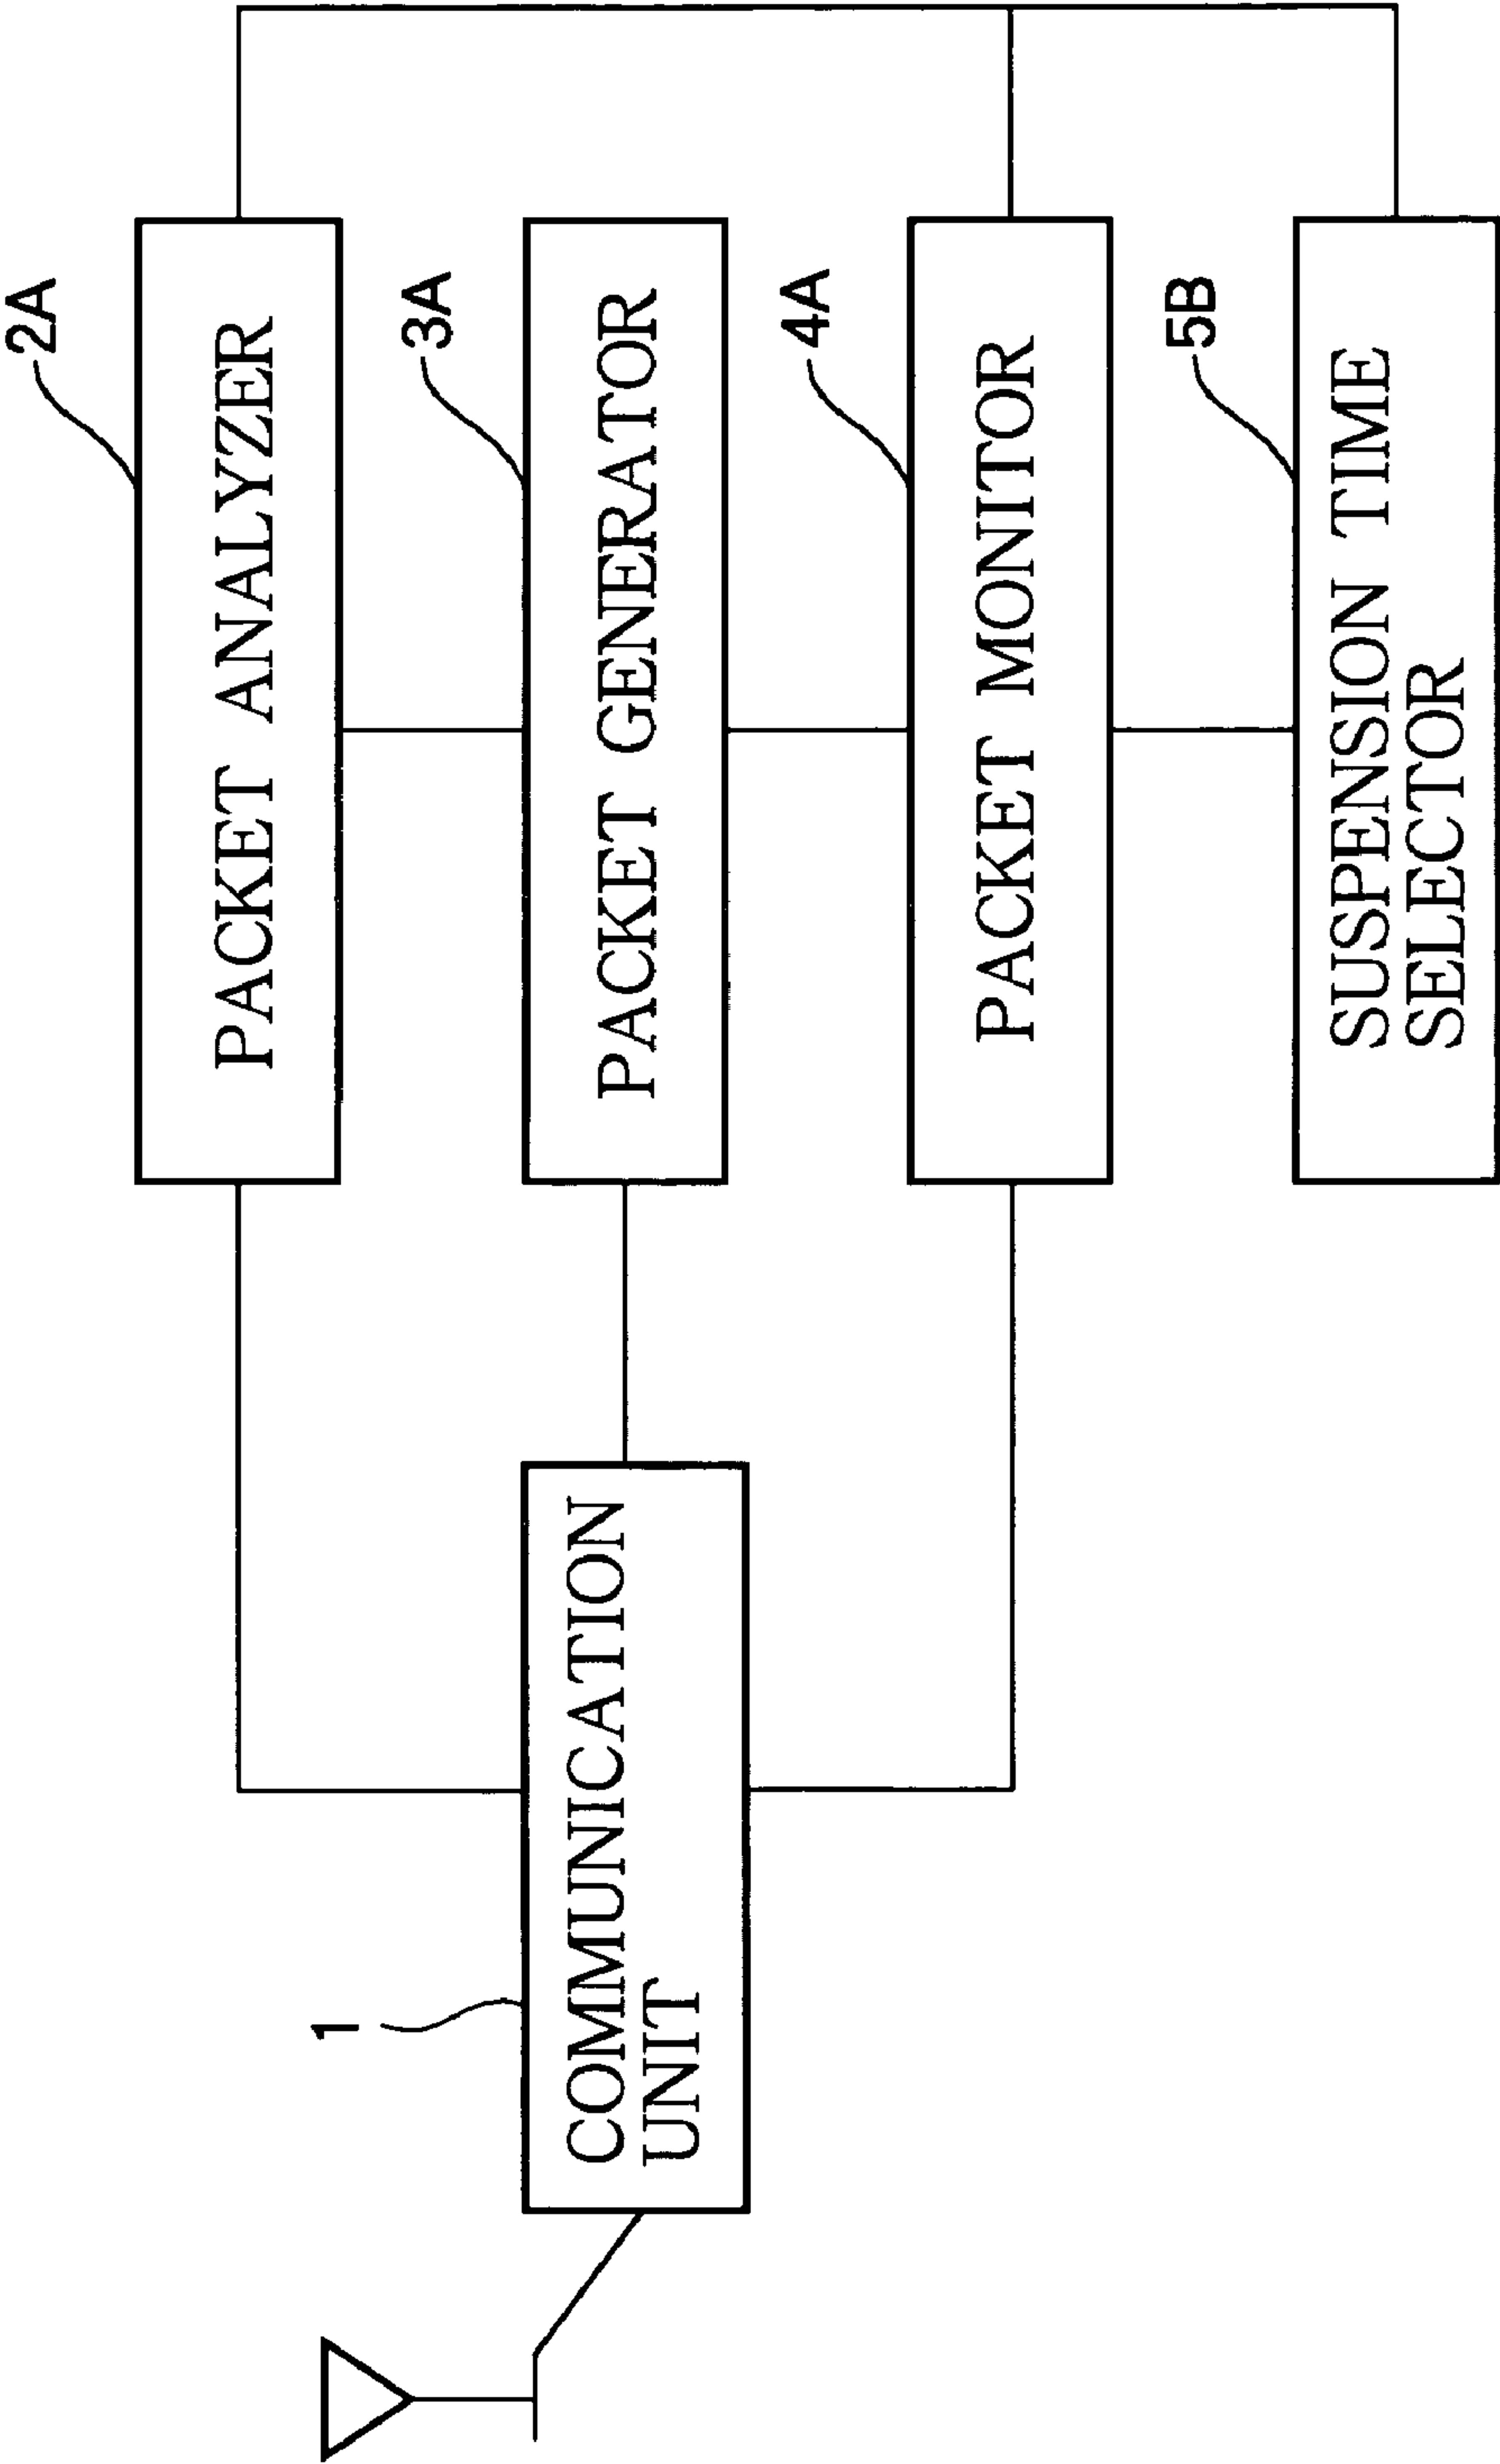 1
COMMUNICATION
UNIT
2A
PACKET ANALYZER
3A
PACKET GENERATOR
4A
PACKET MONITOR
5B
SUSPENSION TIME
SELECTOR